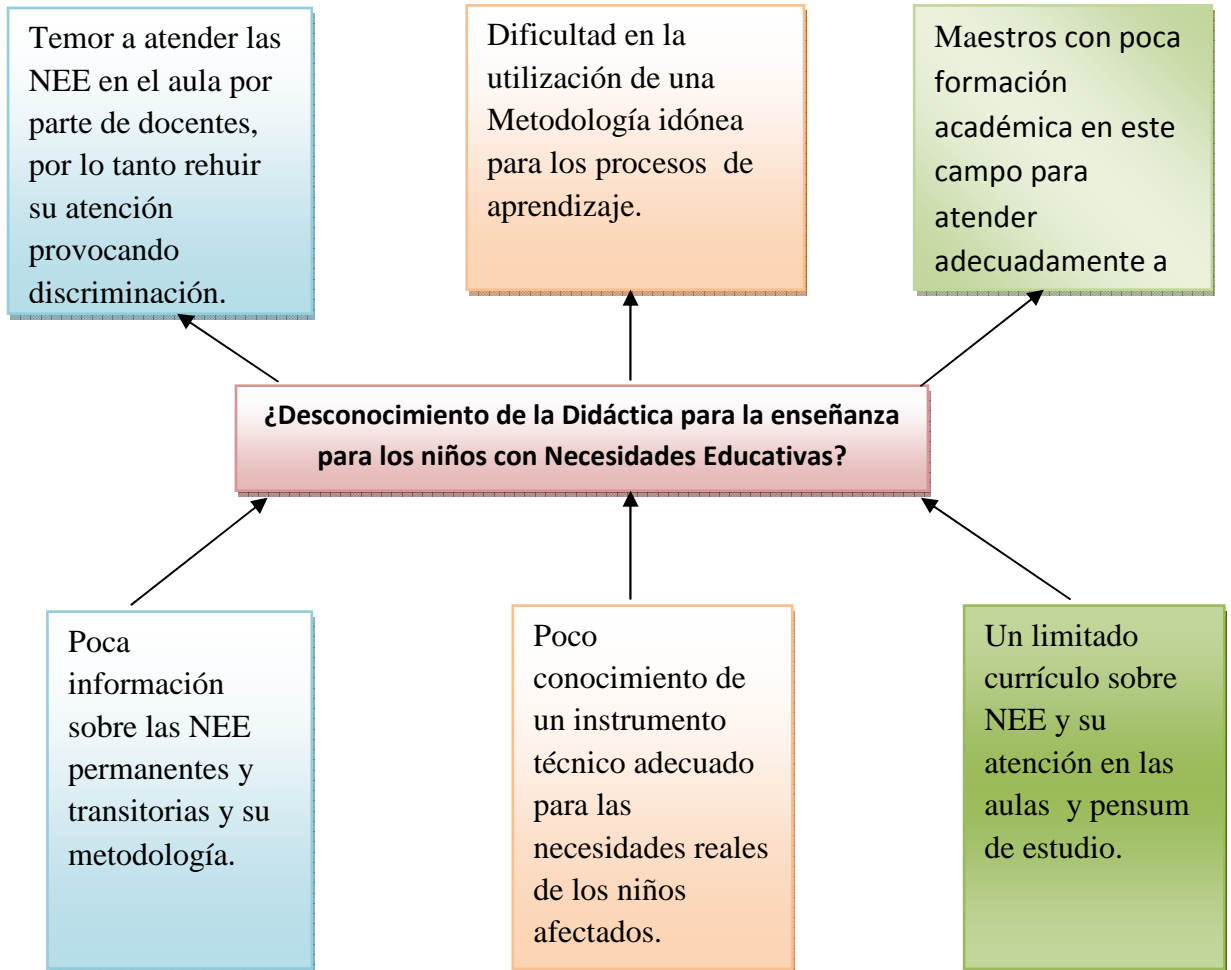 Temor a atender las
NEE en el aula por
parte de docentes,
por lo tanto rehuir
su atención
provocando
discriminación.
Dificultad en la
utilización de una
Metodología idónea
para los procesos de
aprendizaje.
Maestros con poca
formación
académica en este
campo para
atender
adecuadamente a
¿Desconocimiento de la Didáctica para la enseñanza
para los niños con Necesidades Educativas?
Poca
información
sobre las NEE
permanentes y
transitorias y su
metodología.
Poco
conocimiento de
un instrumento
técnico adecuado
para las
necesidades reales
de los niños
afectados.
Un limitado
currículo sobre
NEE y su
atención en las
aulas y pensum
de estudio.